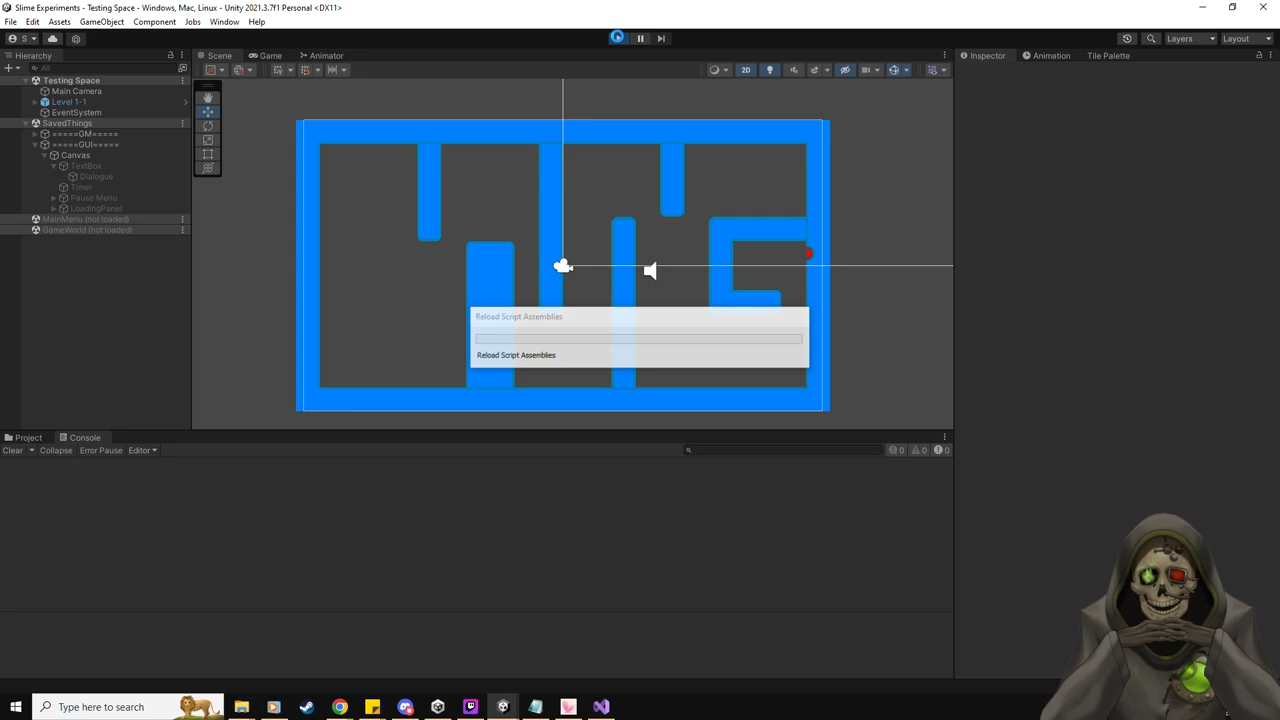 Slime Experiments - Testing Space - Windows, Mac, Linux - Unity 2021.3.7f1 Personal <DX11>
File Edit Assets GameObject Component Jobs Window Help
S
Layers Layout
Hierarchy
Scene Game Animator
Inspector Animation Tile Palette
All
2D
Testing Space
Main Camera
Level 1-1
EventSystem
SavedThings
=====GM=====
=====GUI=====
Canvas
TextBox
Dialogue
Timer
Pause Menu
LoadingPanel
MainMenu (not loaded)
GameWorld (not loaded)
Reload Script Assemblies
Reload Script Assemblies
Project Console
Clear Collapse Error Pause Editor
0 0 0
Type here to search